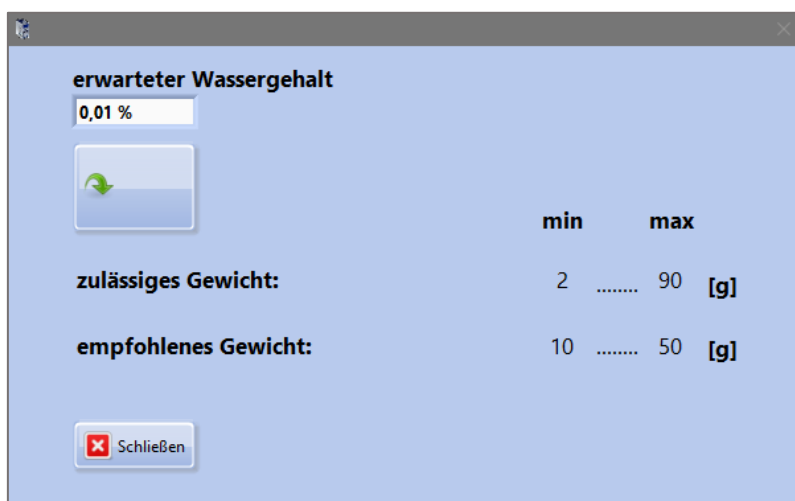 erwarteter Wassergehalt
0,01 %
min max
zulässiges Gewicht: 2 ........ 90 [g]
empfohlenes Gewicht: 10 ........ 50 [g]
Schließen